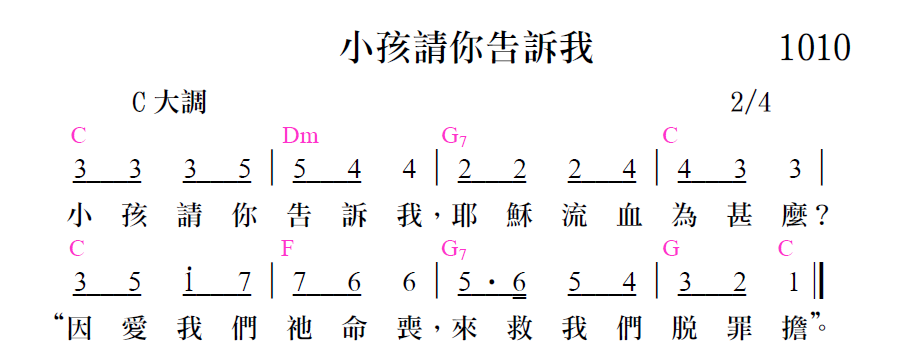 小孩請你告訴我 1010
C 大調 2/4
C Dm G7 C
3 3 3 5 | 5 4 4 | 2 2 2 4 | 4 3 3 |
小孩請你告訴我，耶穌流血為甚麼？
C F G7 G C
3 5 i 7 | 7 6 6 | 5 · 6 5 4 | 3 2 1 ‖
“因愛我們祂命喪，來救我們脫罪擔”。